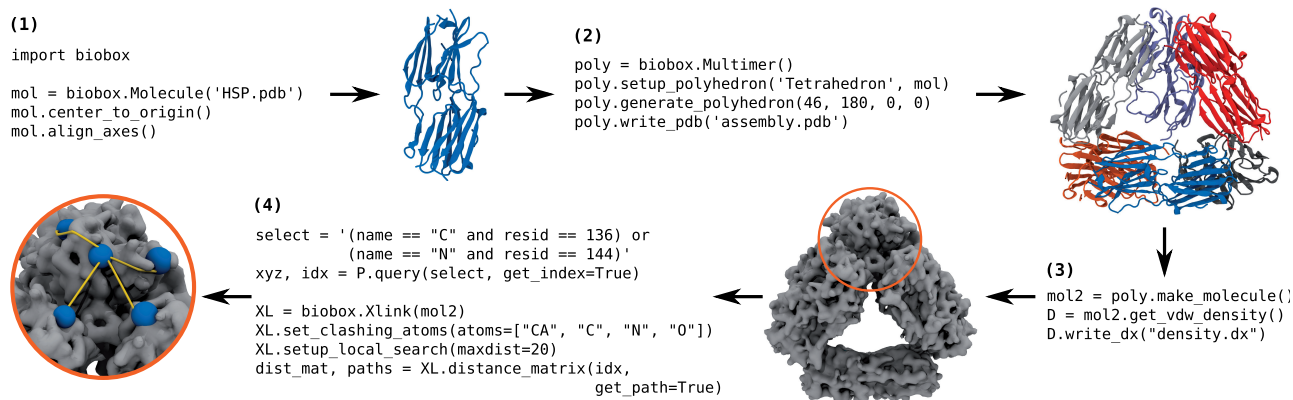 (1)
import biobox
mol = biobox.Molecule('HSP.pdb')
mol.center_to_origin()
mol.align_axes()
(2)
poly = biobox.Multimer()
poly.setup_polyhedron('Tetrahedron', mol)
poly.generate_polyhedron(46, 180, 0, 0)
poly.write_pdb('assembly.pdb')
(3)
mol2 = poly.make_molecule()
D = mol2.get_vdw_density()
D.write_dx("density.dx")
(4)
select = '(name == "C" and resid == 136) or
(name == "N" and resid == 144)'
xyz, idx = P.query(select, get_index=True)
XL = biobox.Xlink(mol2)
XL.set_clashing_atoms(atoms=["CA", "C", "N", "O"])
XL.setup_local_search(maxdist=20)
dist_mat, paths = XL.distance_matrix(idx,
get_path=True)